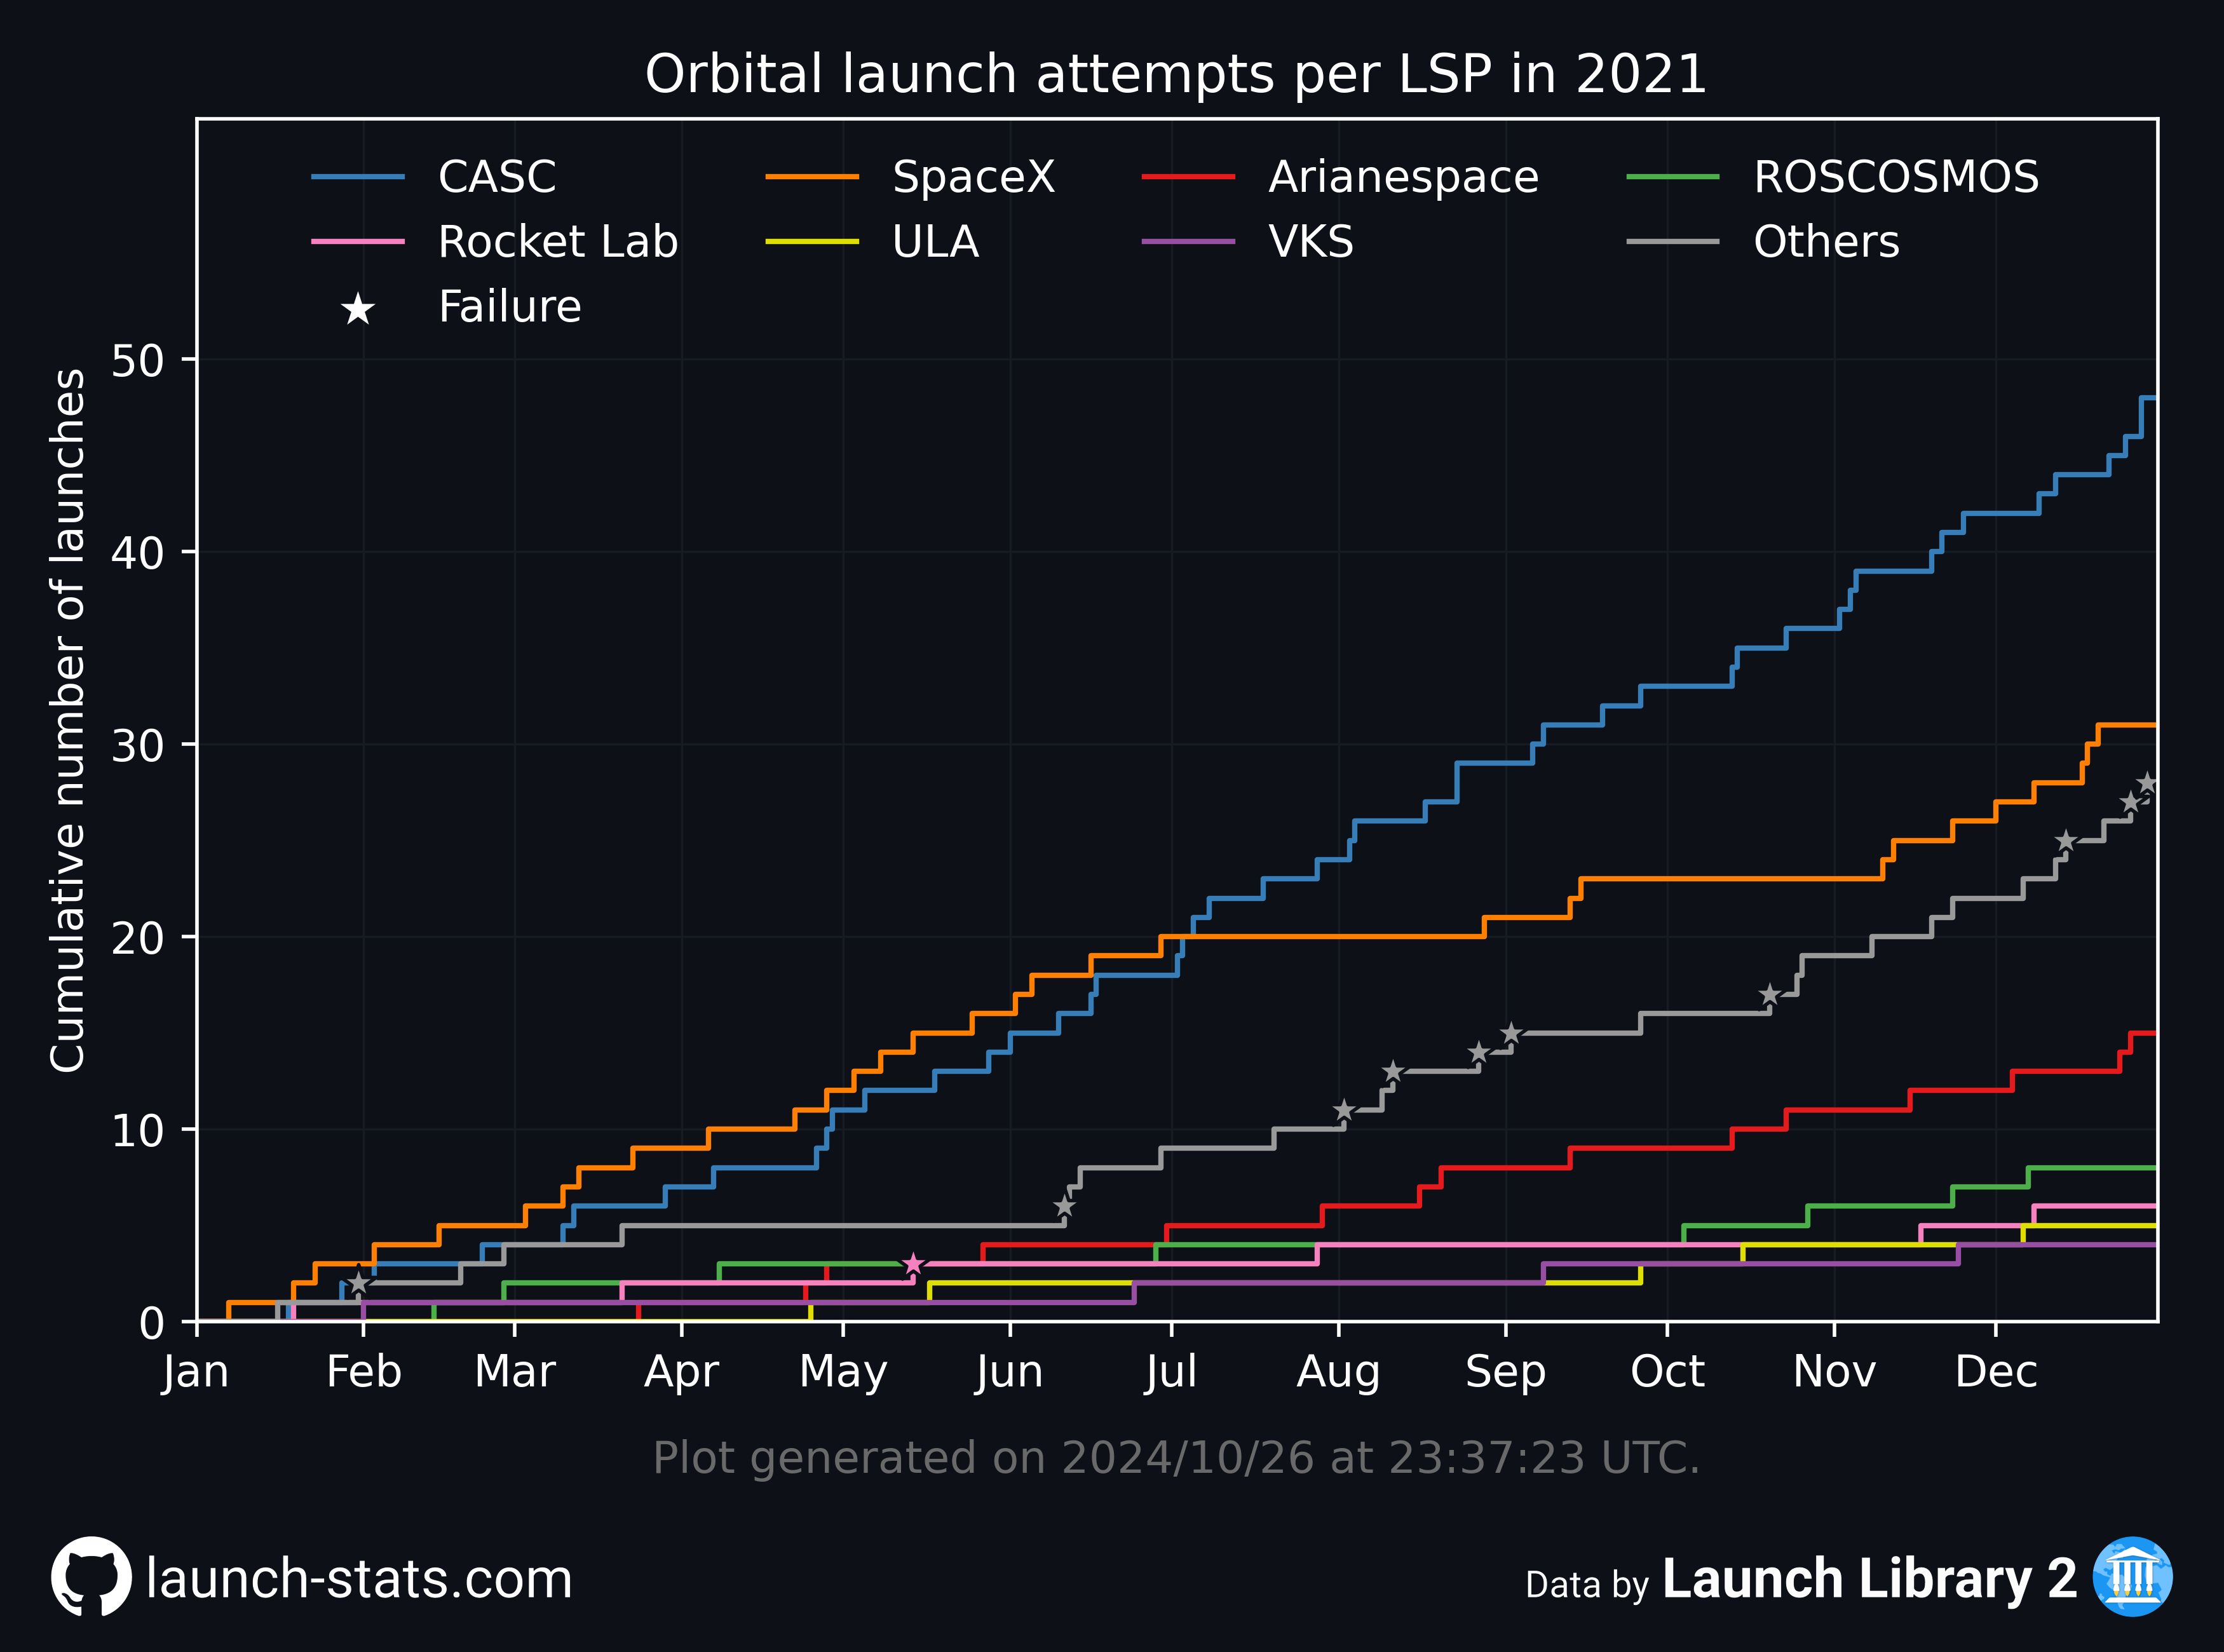 Orbital launch attempts per LSP in 2021
CASC SpaceX Arianespace ROSCOSMOS
Rocket Lab ULA VKS Others
Failure
Cumulative number of launches
50
40
30
20
10
0
Jan Feb Mar Apr May Jun Jul Aug Sep Oct Nov Dec
Plot generated on 2024/10/26 at 23:37:23 UTC.
launch-stats.com
Data by Launch Library 2